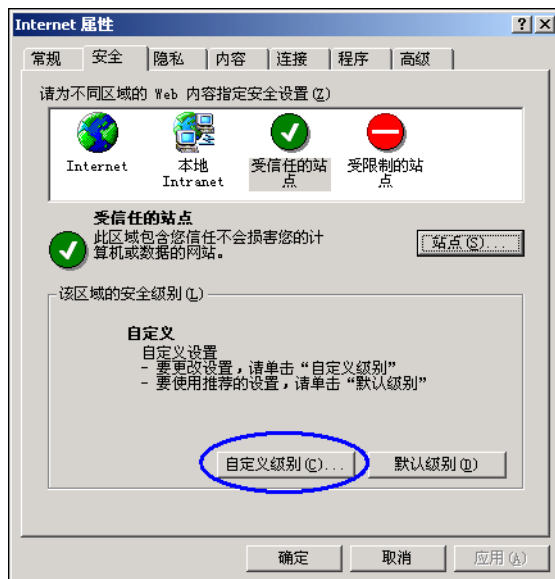 Internet 属性
常规 安全 隐私 内容 连接 程序 高级
请为不同区域的 Web 内容指定安全设置(Z)
Internet 本地 Intranet 受信任的站点 受限制的站点
受信任的站点
此区域包含您信任不会损害您的计
算机或数据的网站。
站点(S)...
该区域的安全级别(L)
自定义
自定义设置
- 要更改设置，请单击“自定义级别”
- 要使用推荐的设置，请单击“默认级别”
自定义级别(C)... 默认级别(D)
确定 取消 应用(A)